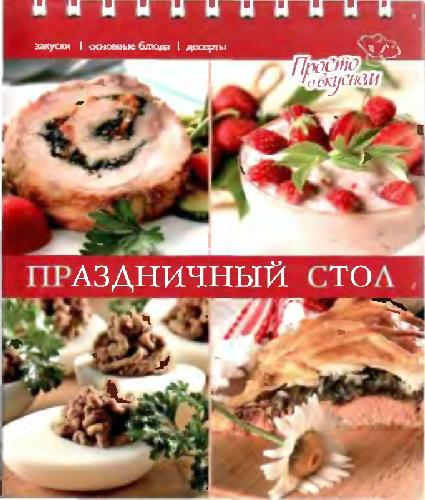 закуски | основные блюда | десерты
Просто
о вкусном
ПРАЗДНИЧНЫЙ СТОЛ